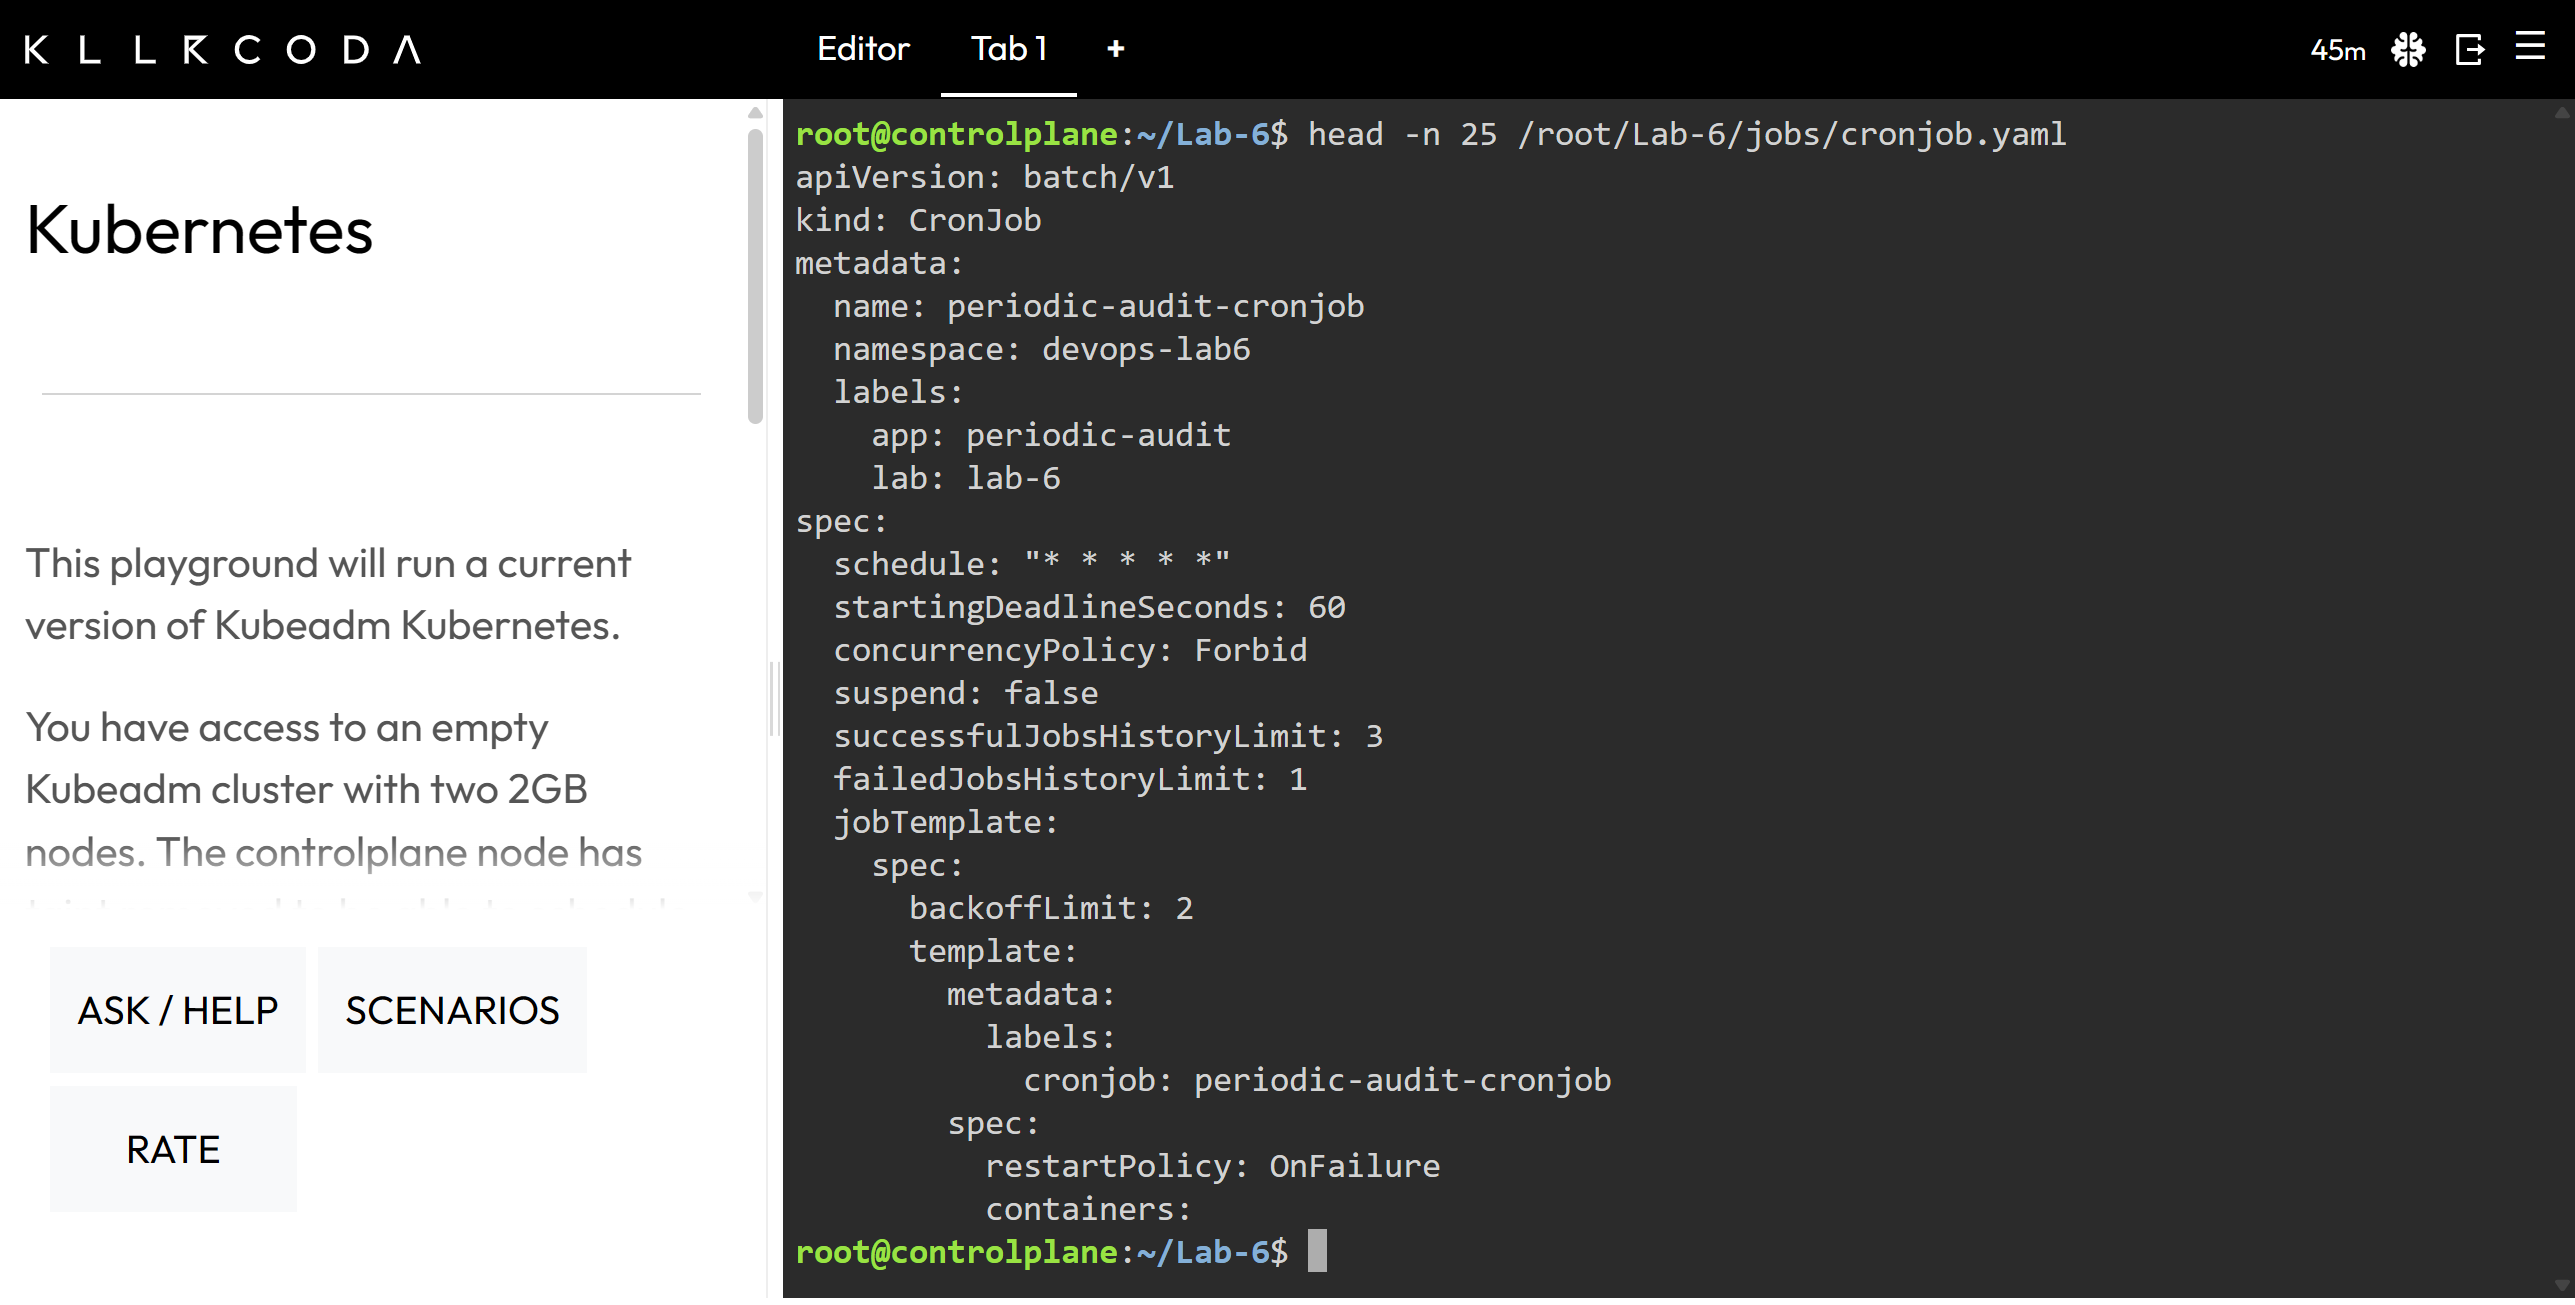 KLLRCODA
Editor Tab 1 +
45m
Kubernetes
This playground will run a current
version of Kubeadm Kubernetes.
You have access to an empty
Kubeadm cluster with two 2GB
nodes. The controlplane node has
ASK / HELP
SCENARIOS
RATE
root@controlplane:~/Lab-6$ head -n 25 /root/Lab-6/jobs/cronjob.yaml
apiVersion: batch/v1
kind: CronJob
metadata:
  name: periodic-audit-cronjob
  namespace: devops-lab6
  labels:
    app: periodic-audit
    lab: lab-6
spec:
  schedule: "* * * * *"
  startingDeadlineSeconds: 60
  concurrencyPolicy: Forbid
  suspend: false
  successfulJobsHistoryLimit: 3
  failedJobsHistoryLimit: 1
  jobTemplate:
    spec:
      backoffLimit: 2
      template:
        metadata:
          labels:
            cronjob: periodic-audit-cronjob
        spec:
          restartPolicy: OnFailure
          containers:
root@controlplane:~/Lab-6$